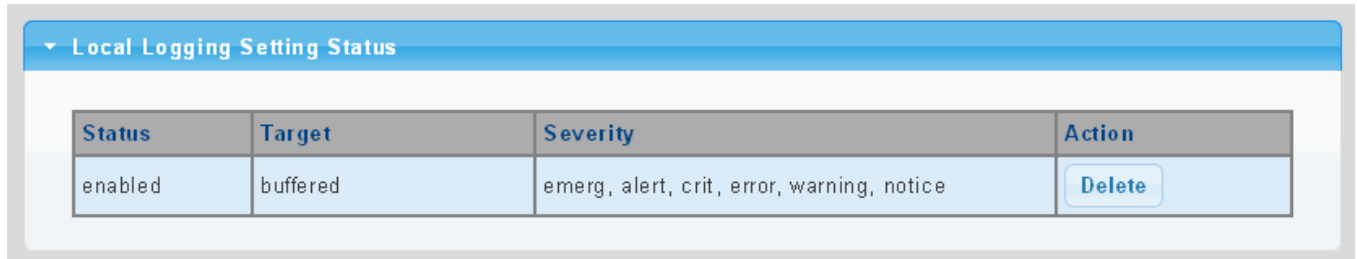 Local Logging Setting Status
Status Target Severity Action
enabled buffered emerg, alert, crit, error, warning, notice Delete